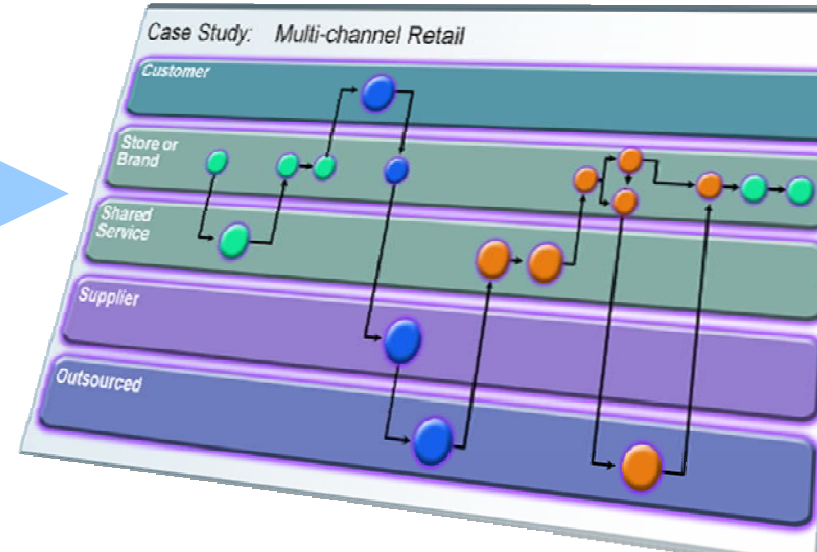 Case Study: Multi-channel Retail
Customer
Store or
Brand
Shared
Service
Supplier
Outsourced